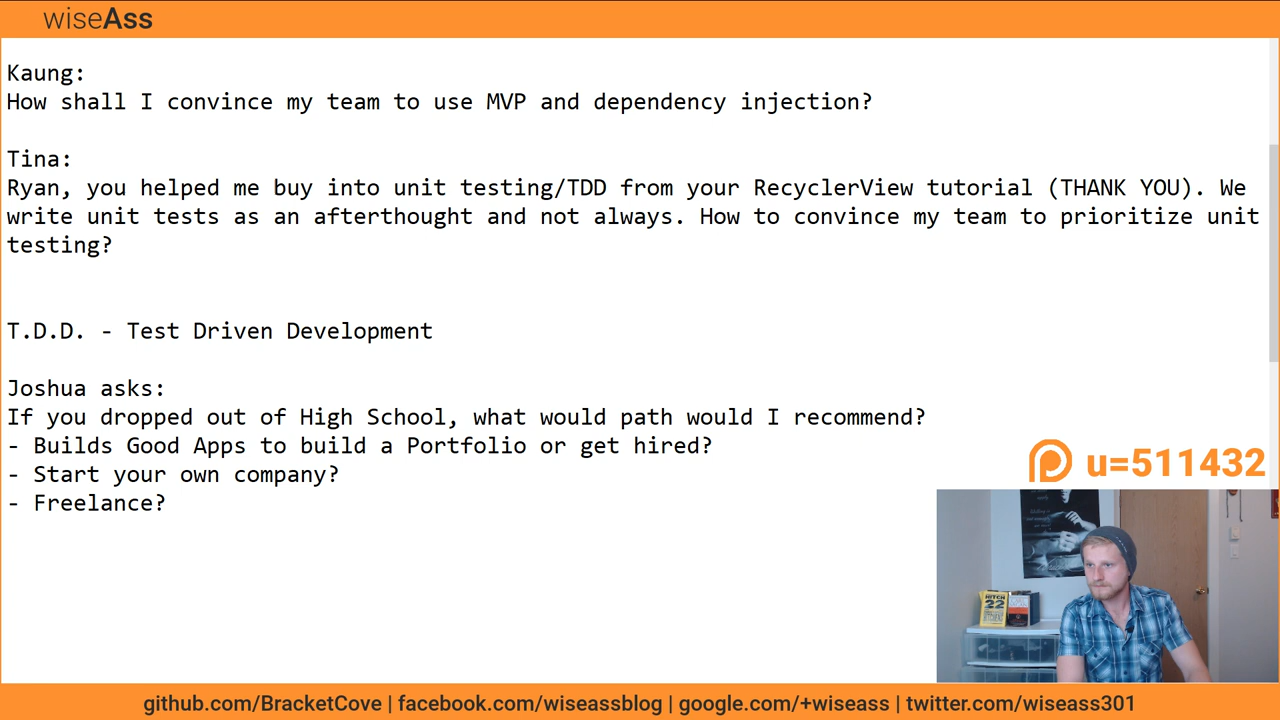 wiseAss
Kaung:
How shall I convince my team to use MVP and dependency injection?
Tina:
Ryan, you helped me buy into unit testing/TDD from your RecyclerView tutorial (THANK YOU). We
write unit tests as an afterthought and not always. How to convince my team to prioritize unit
testing?
T.D.D. - Test Driven Development
Joshua asks:
If you dropped out of High School, what would path would I recommend?
- Builds Good Apps to build a Portfolio or get hired?
- Start your own company?
- Freelance?
u=511432
HITCH
22
github.com/BracketCove | facebook.com/wiseassblog | google.com/+wiseass | twitter.com/wiseass301